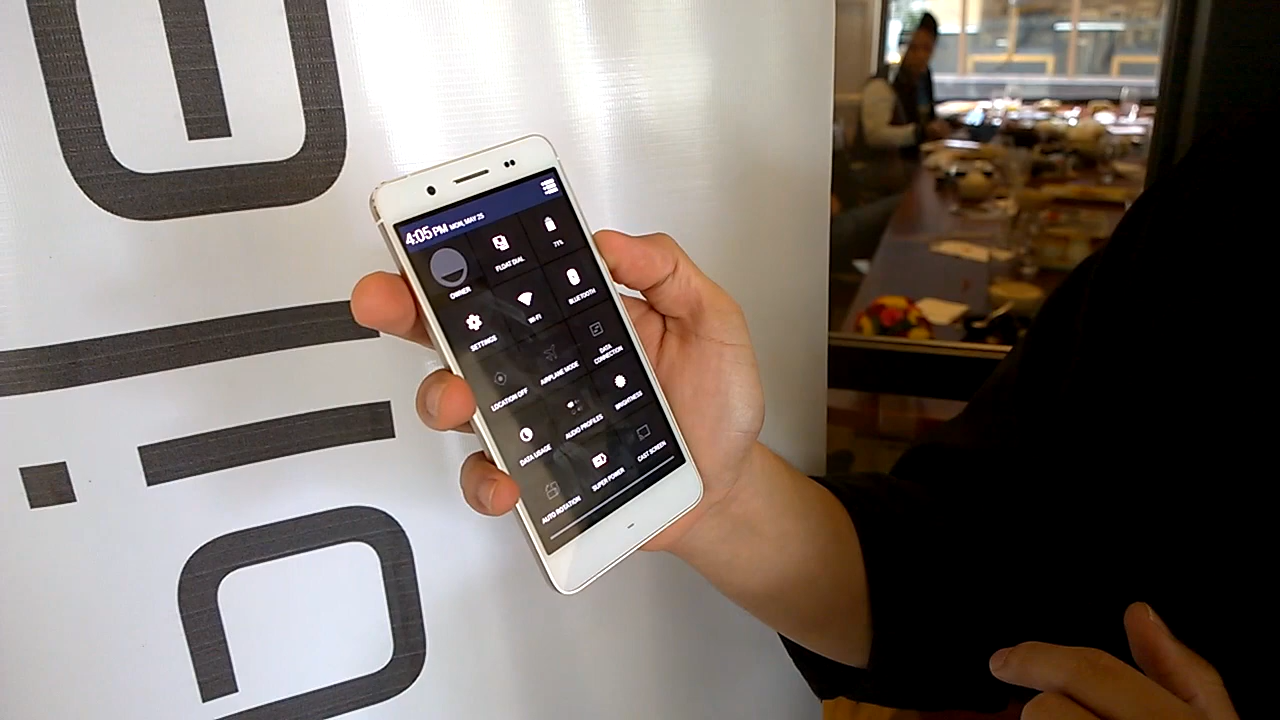 4:05 PM MON, MAY 25
OWNER
FLOAT DIAL
77%
SETTINGS
WI-FI
BLUETOOTH
LOCATION OFF
AIRPLANE MODE
DATA CONNECTION
DATA USAGE
AUDIO PROFILES
BRIGHTNESS
AUTO ROTATION
SUPER POWER
CAST SCREEN